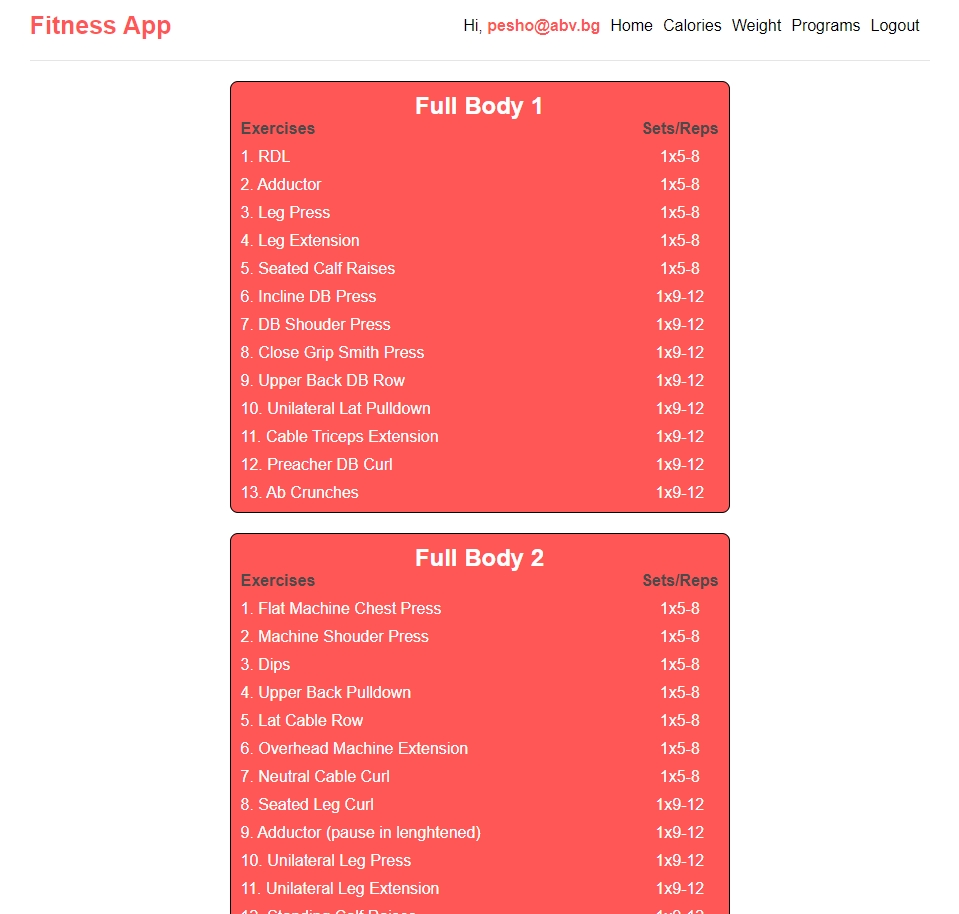 Fitness App
Hi, pesho@abv.bg Home Calories Weight Programs Logout
Full Body 1
Exercises Sets/Reps
1. RDL 1x5-8
2. Adductor 1x5-8
3. Leg Press 1x5-8
4. Leg Extension 1x5-8
5. Seated Calf Raises 1x5-8
6. Incline DB Press 1x9-12
7. DB Shouder Press 1x9-12
8. Close Grip Smith Press 1x9-12
9. Upper Back DB Row 1x9-12
10. Unilateral Lat Pulldown 1x9-12
11. Cable Triceps Extension 1x9-12
12. Preacher DB Curl 1x9-12
13. Ab Crunches 1x9-12
Full Body 2
Exercises Sets/Reps
1. Flat Machine Chest Press 1x5-8
2. Machine Shouder Press 1x5-8
3. Dips 1x5-8
4. Upper Back Pulldown 1x5-8
5. Lat Cable Row 1x5-8
6. Overhead Machine Extension 1x5-8
7. Neutral Cable Curl 1x5-8
8. Seated Leg Curl 1x9-12
9. Adductor (pause in lenghtened) 1x9-12
10. Unilateral Leg Press 1x9-12
11. Unilateral Leg Extension 1x9-12
12. Standing Calf Raises 1x9-12